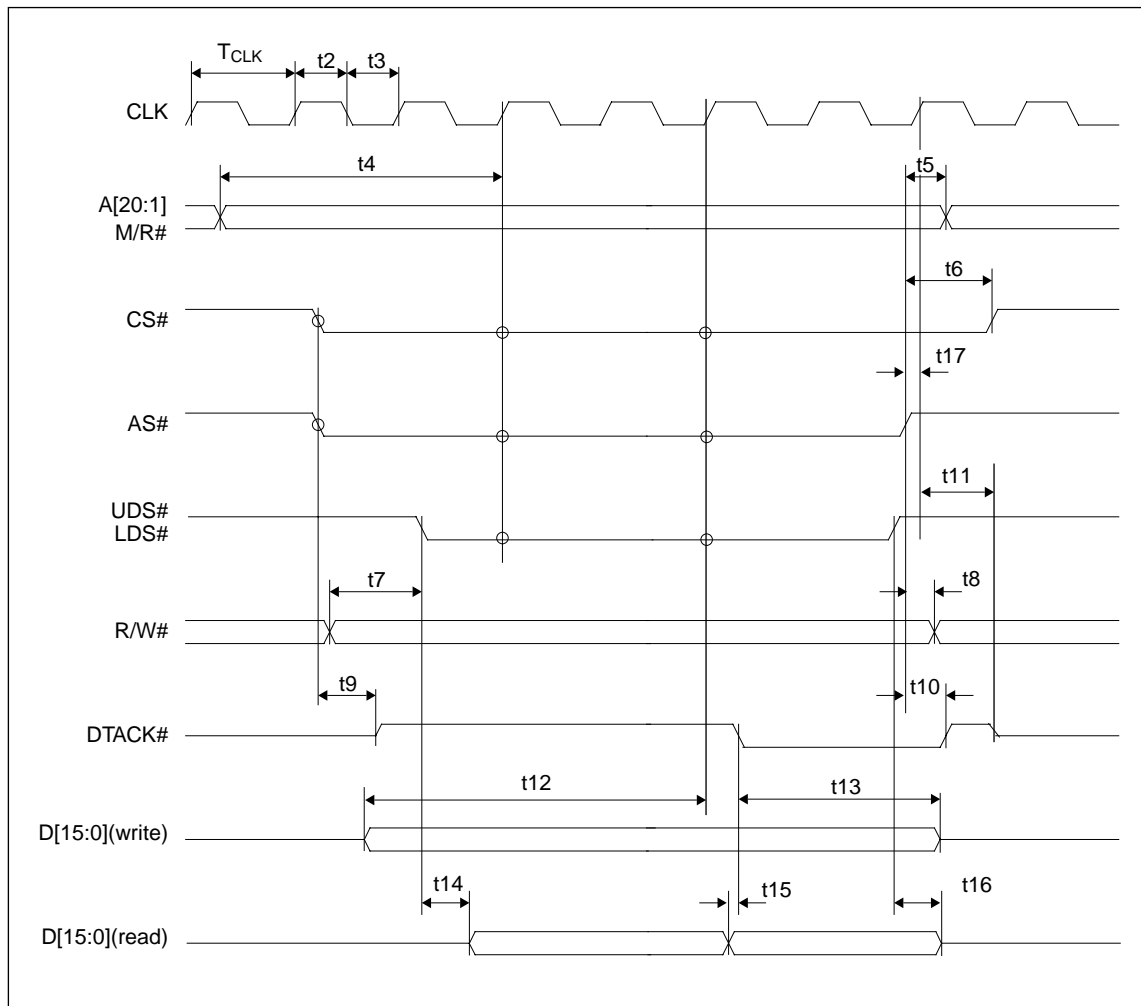 TCLK
t2
t3
CLK
t4
t5
A[20:1]
M/R#
t6
CS#
t17
AS#
t11
UDS#
LDS#
t7
t8
R/W#
t9
t10
DTACK#
t12
t13
D[15:0](write)
t14
t15
t16
D[15:0](read)